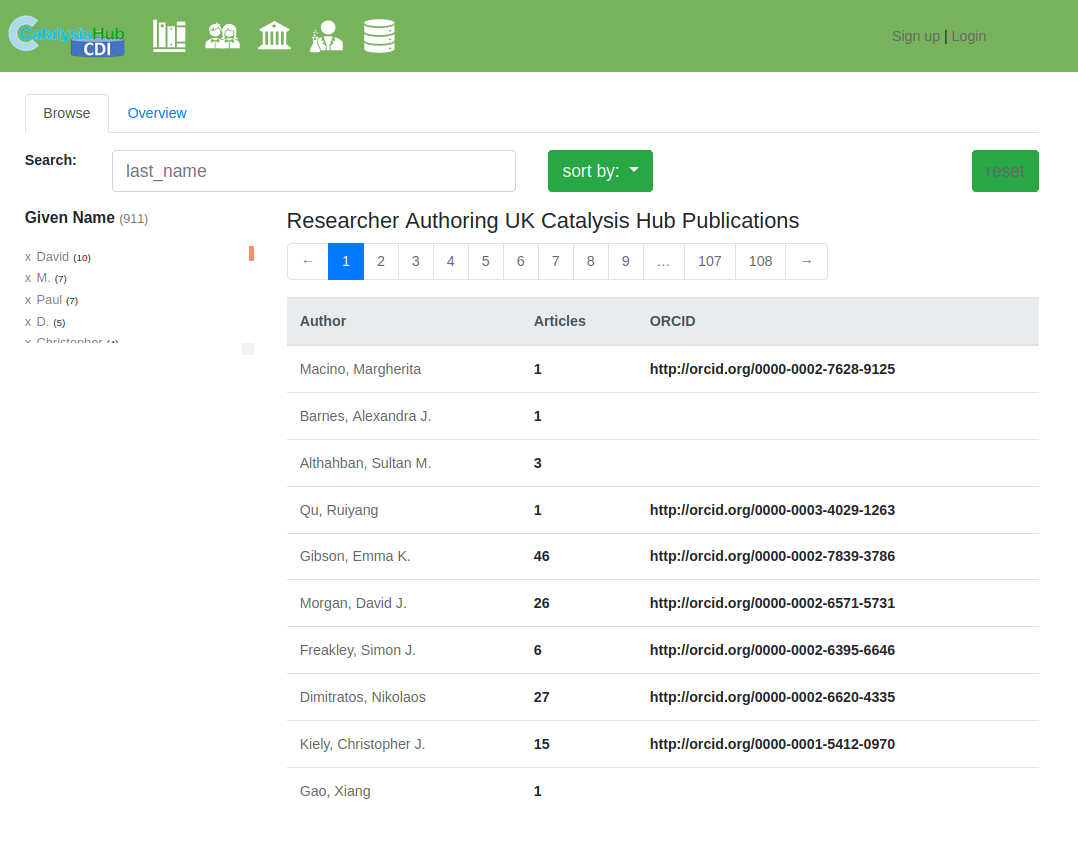 CatalysisHub
CDI
Sign up | Login
Browse Overview
Search: last_name sort by: reset
Given Name (911)
x David (10)
x M. (7)
x Paul (7)
x D. (5)
x Christopher (4)
Researcher Authoring UK Catalysis Hub Publications
← 1 2 3 4 5 6 7 8 9 … 107 108 →
Author Articles ORCID
Macino, Margherita 1 http://orcid.org/0000-0002-7628-9125
Barnes, Alexandra J. 1
Althahban, Sultan M. 3
Qu, Ruiyang 1 http://orcid.org/0000-0003-4029-1263
Gibson, Emma K. 46 http://orcid.org/0000-0002-7839-3786
Morgan, David J. 26 http://orcid.org/0000-0002-6571-5731
Freakley, Simon J. 6 http://orcid.org/0000-0002-6395-6646
Dimitratos, Nikolaos 27 http://orcid.org/0000-0002-6620-4335
Kiely, Christopher J. 15 http://orcid.org/0000-0001-5412-0970
Gao, Xiang 1